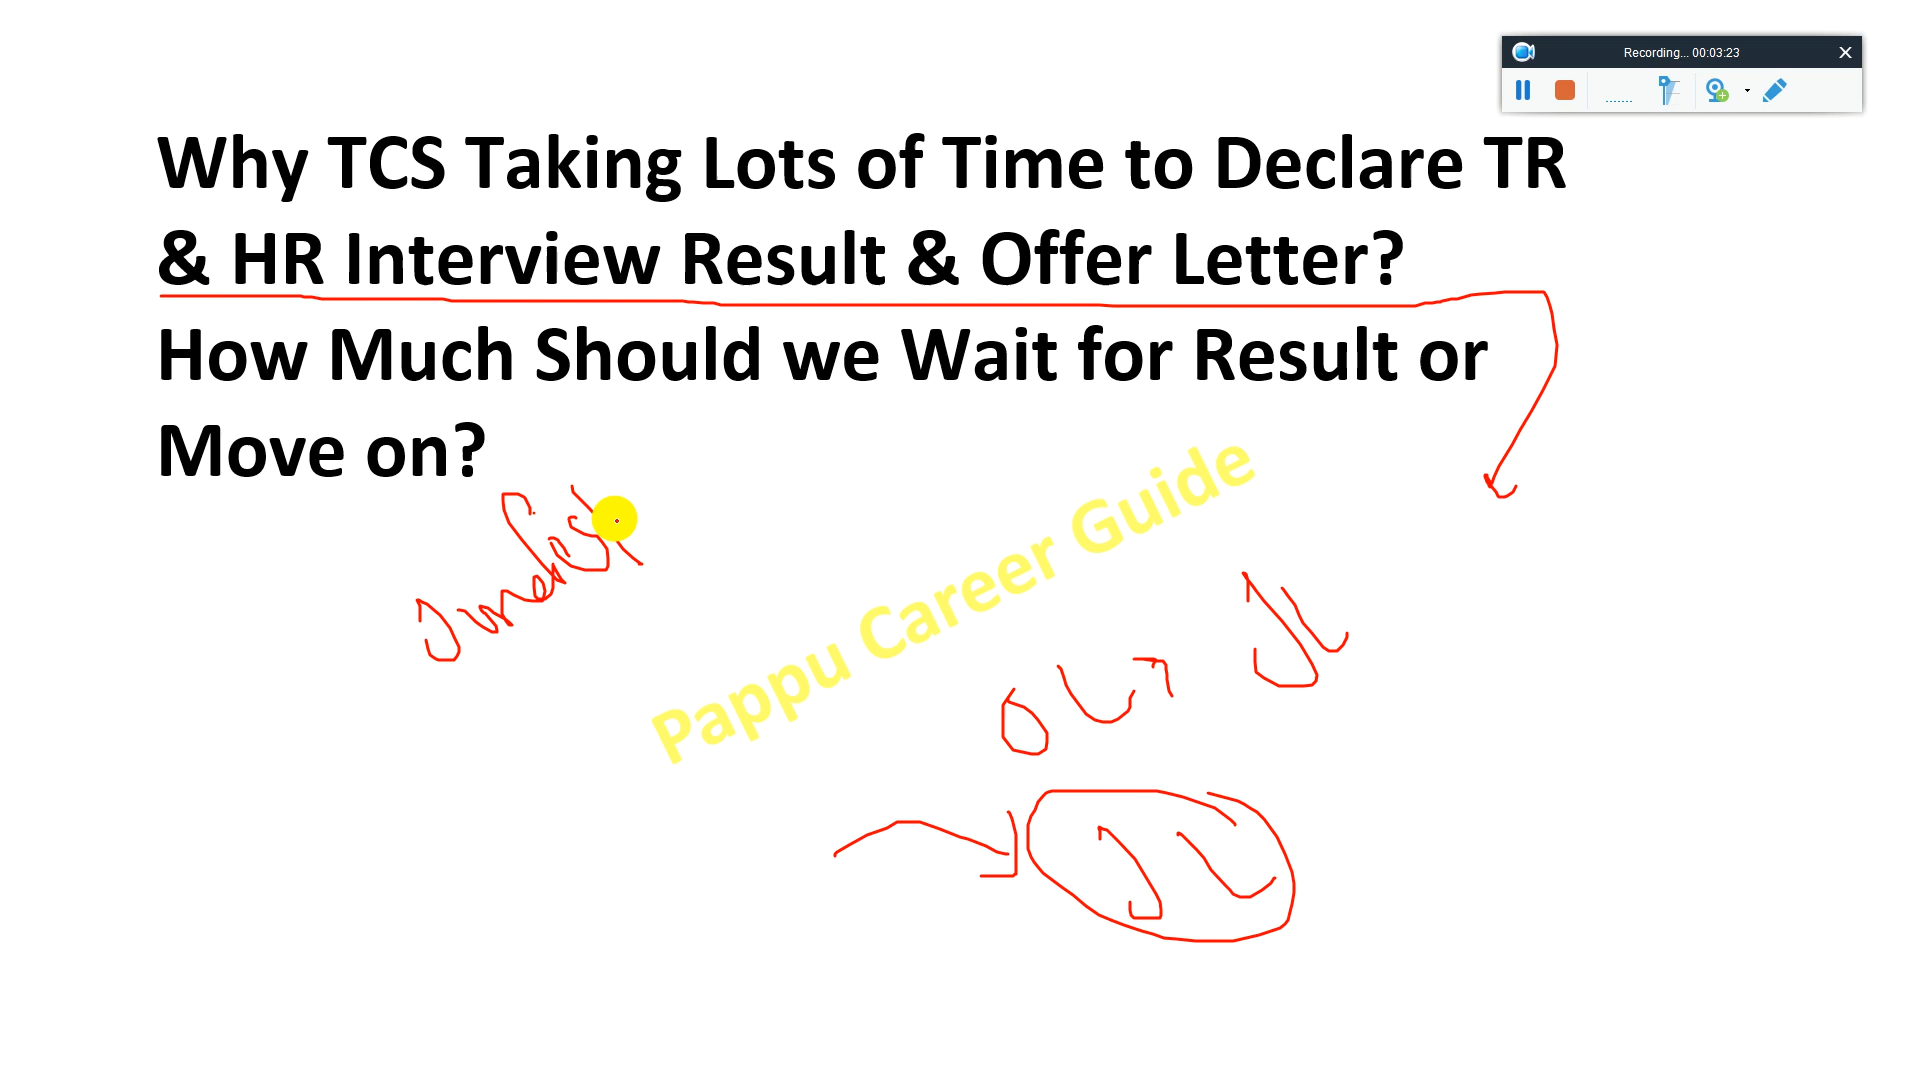 Recording... 00:03:23
Why TCS Taking Lots of Time to Declare TR
& HR Interview Result & Offer Letter?
How Much Should we Wait for Result or
Move on?
Pappu Career Guide